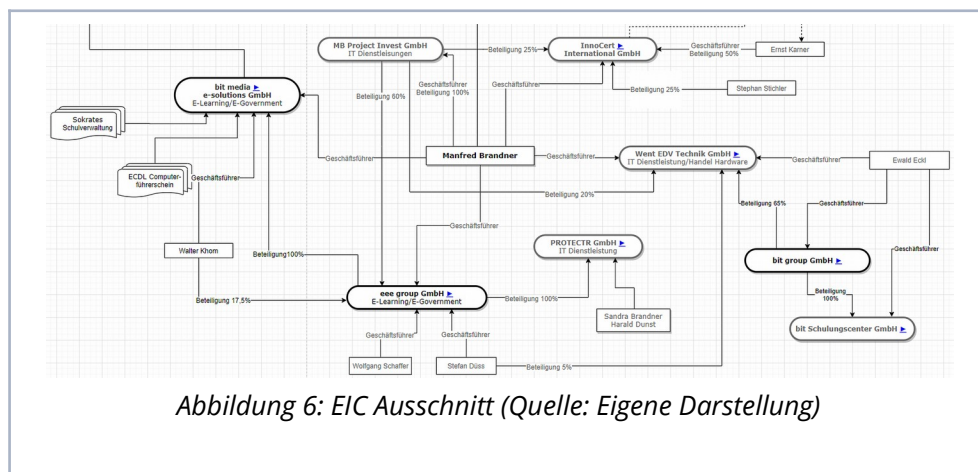 MB Project Invest GmbH
IT Dienstleisungen
Beteiligung 25%
InnoCert ►
International GmbH
Geschäftsführer
Beteiligung 50%
Ernst Karner
Beteiligung 60%
Geschäftsführer
Beteiligung 100%
Geschäftsführer
Beteiligung 25%
Stephan Stichler
bit media ►
e-solutions GmbH
E-Learning/E-Government
Sokrates
Schulverwaltung
ECDL Computer-
führerschein
Geschäftsführer
Geschäftsführer
Manfred Brandner
Geschäftsführer
Went EDV Technik GmbH ►
IT Dienstleistung/Handel Hardware
Geschäftsführer
Ewald Eckl
Beteiligung 20%
Beteiligung 65%
Geschäftsführer
Geschäftsführer
Walter Khom
Beteiligung100%
Geschäftsführer
PROTECTR GmbH ►
IT Dienstleistung
bit group GmbH ►
Beteiligung 17,5%
eee group GmbH ►
E-Learning/E-Government
Beteiligung 100%
Beteiligung
100%
Sandra Brandner
Harald Dunst
bit Schulungscenter GmbH ►
Geschäftsführer
Geschäftsführer
Wolfgang Schaffer
Stefan Düss
Beteiligung 5%
Abbildung 6: EIC Ausschnitt (Quelle: Eigene Darstellung)